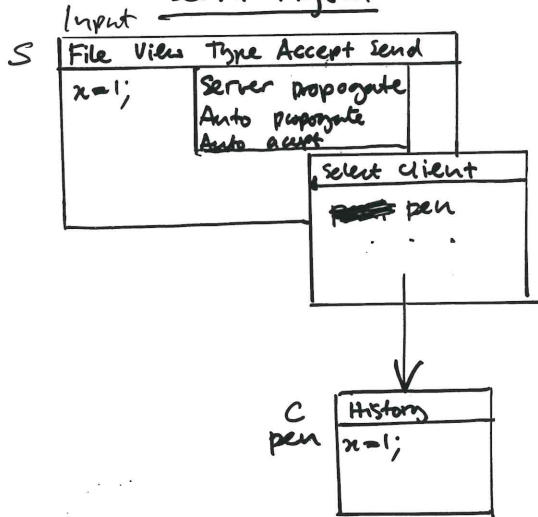 Input
S
File View Type Accept Send
x=1;
Server propogate
Auto propogate
Auto accept
Select client
pen
. . .
C
pen
History
x=1;